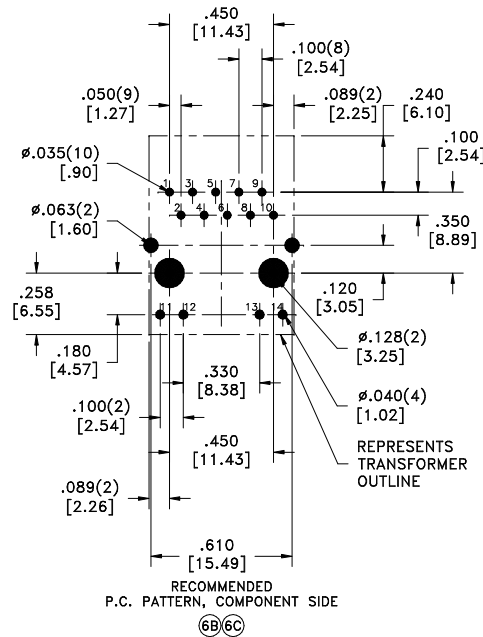 .450
[11.43]
.100(8)
[2.54]
.050(9)
[1.27]
.089(2)
[2.25]
.240
[6.10]
.100
[2.54]
ø.035(10)
[.90]
1 3 5 7 9
2 4 6 8 10
ø.063(2)
[1.60]
.350
[8.89]
.258
[6.55]
.120
[3.05]
11 12 13 14
ø.128(2)
[3.25]
.180
[4.57]
.330
[8.38]
ø.040(4)
[1.02]
.100(2)
[2.54]
.450
[11.43]
REPRESENTS
TRANSFORMER
OUTLINE
.089(2)
[2.26]
.610
[15.49]
RECOMMENDED
P.C. PATTERN, COMPONENT SIDE
6B 6C